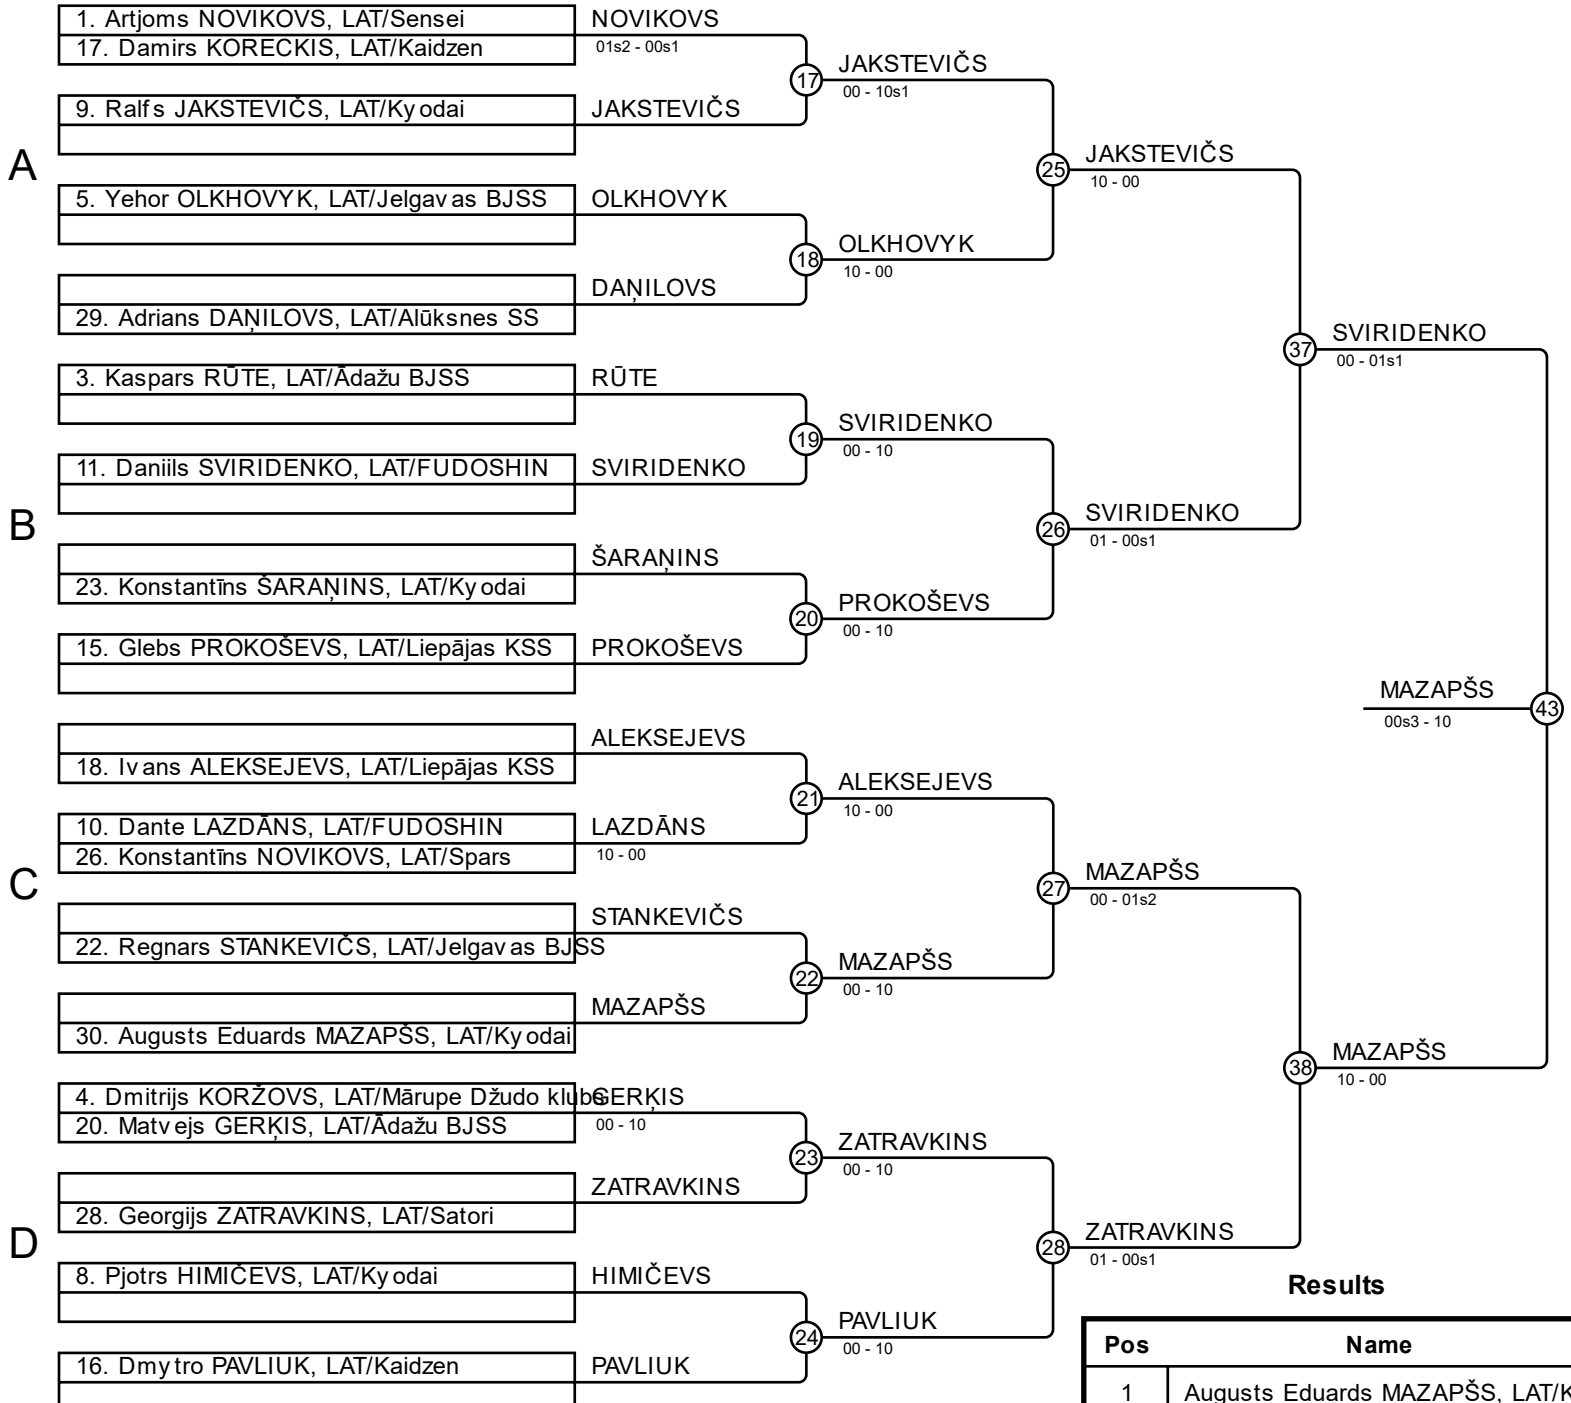 1. Artjoms NOVIKOVS, LAT/Sensei
17. Damirs KORECKIS, LAT/Kaidzen
NOVIKOVS
01s2 - 00s1
17
JAKSTEVIČS
00 - 10s1
9. Ralfs JAKSTEVIČS, LAT/Kyodai
JAKSTEVIČS
A
25
JAKSTEVIČS
10 - 00
5. Yehor OLKHOVYK, LAT/Jelgavas BJSS
OLKHOVYK
18
OLKHOVYK
10 - 00
DAŅILOVS
29. Adrians DAŅILOVS, LAT/Alūksnes SS
37
SVIRIDENKO
00 - 01s1
3. Kaspars RŪTE, LAT/Ādažu BJSS
RŪTE
19
SVIRIDENKO
00 - 10
11. Daniils SVIRIDENKO, LAT/FUDOSHIN
SVIRIDENKO
B
26
SVIRIDENKO
01 - 00s1
ŠARAŅINS
23. Konstantīns ŠARAŅINS, LAT/Kyodai
20
PROKOŠEVS
00 - 10
15. Glebs PROKOŠEVS, LAT/Liepājas KSS
PROKOŠEVS
MAZAPŠS
00s3 - 10
43
ALEKSEJEVS
18. Ivans ALEKSEJEVS, LAT/Liepājas KSS
21
ALEKSEJEVS
10 - 00
10. Dante LAZDĀNS, LAT/FUDOSHIN
26. Konstantīns NOVIKOVS, LAT/Spars
LAZDĀNS
10 - 00
C
27
MAZAPŠS
00 - 01s2
STANKEVIČS
22. Regnars STANKEVIČS, LAT/Jelgavas BJSS
22
MAZAPŠS
00 - 10
MAZAPŠS
30. Augusts Eduards MAZAPŠS, LAT/Kyodai
38
MAZAPŠS
10 - 00
4. Dmitrijs KORŽOVS, LAT/Mārupe Džudo klubs
20. Matvejs GERĶIS, LAT/Ādažu BJSS
GERĶIS
00 - 10
23
ZATRAVKINS
00 - 10
ZATRAVKINS
28. Georgijs ZATRAVKINS, LAT/Satori
D
28
ZATRAVKINS
01 - 00s1
8. Pjotrs HIMIČEVS, LAT/Kyodai
HIMIČEVS
24
PAVLIUK
00 - 10
16. Dmytro PAVLIUK, LAT/Kaidzen
PAVLIUK
Results
Pos Name
1 Augusts Eduards MAZAPŠS, LAT/K